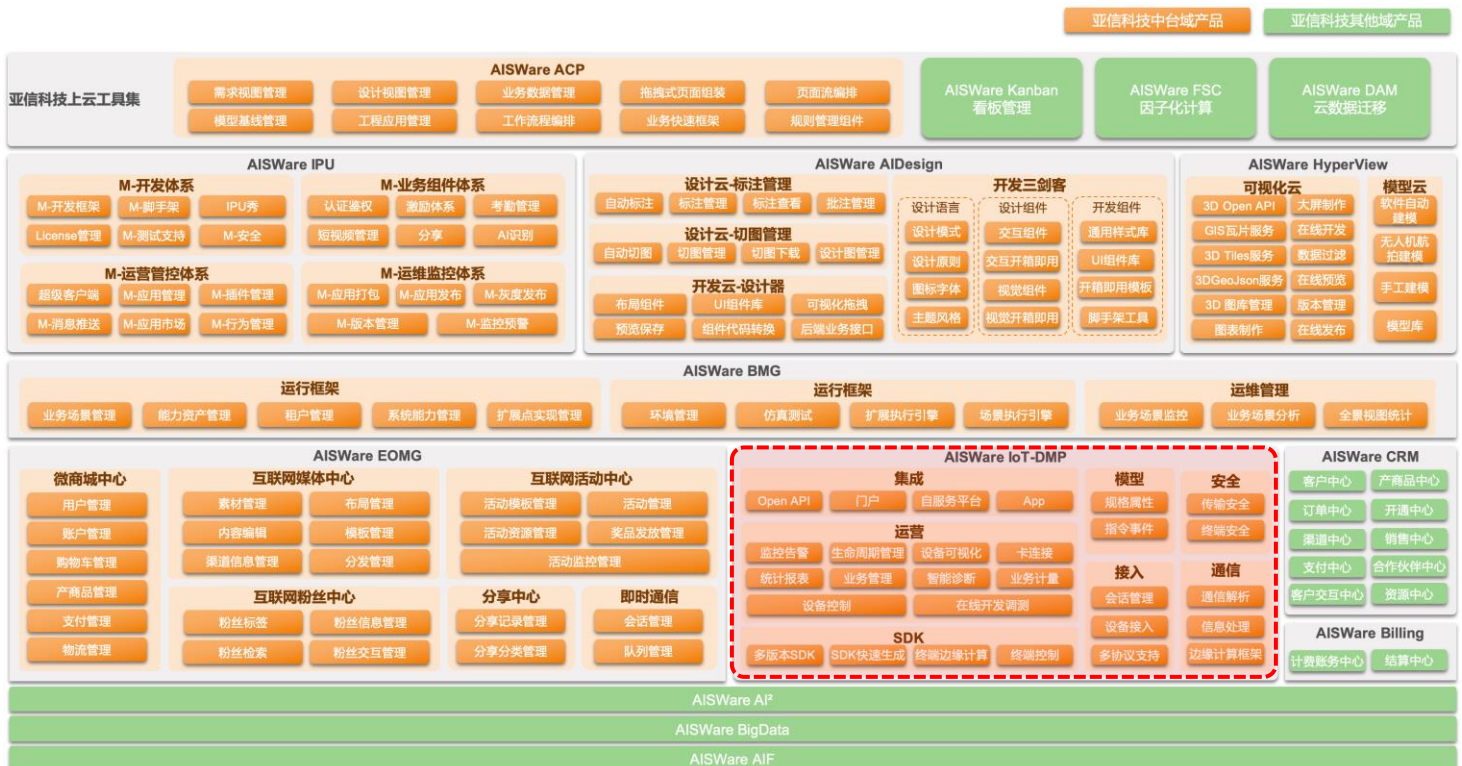 亚信科技中台域产品 亚信科技其他域产品
亚信科技上云工具集
AISWare ACP
需求视图管理 设计视图管理 业务数据管理 拖拽式页面组装 页面流编排
模型基线管理 工程应用管理 工作流程编排 业务快速框架 规则管理组件
AISWare Kanban
看板管理
AISWare FSC
因子化计算
AISWare DAM
云数据迁移
AISWare IPU
M-开发体系
M-开发框架 M-脚手架 IPU秀
License管理 M-测试支持 M-安全
M-业务组件体系
认证鉴权 激励体系 考勤管理
短视频管理 分享 AI识别
M-运营管控体系
超级客户端 M-应用管理 M-插件管理
M-消息推送 M-应用市场 M-行为管理
M-运维监控体系
M-应用打包 M-应用发布 M-灰度发布
M-版本管理 M-监控预警
AISWare AIDesign
设计云-标注管理
自动标注 标注管理 标注查看 批注管理
设计云-切图管理
自动切图 切图管理 切图下载 设计图管理
开发云-设计器
布局组件 UI组件库 可视化拖拽
预览保存 组件代码转换 后端业务接口
开发三剑客
设计语言
设计模式
设计原则
图标字体
主题风格
设计组件
交互组件
交互开箱即用
视觉组件
视觉开箱即用
开发组件
通用样式库
UI组件库
开箱即用模板
脚手架工具
AISWare HyperView
可视化云
3D Open API 大屏制作
GIS瓦片服务 在线开发
3D Tiles服务 数据过滤
3DGeoJson服务 在线预览
3D 图库管理 版本管理
图表制作 在线发布
模型云
软件自动
建模
无人机航
拍建模
手工建模
模型库
AISWare BMG
运行框架
业务场景管理 能力资产管理 租户管理 系统能力管理 扩展点实现管理
运行框架
环境管理 仿真测试 扩展执行引擎 场景执行引擎
运维管理
业务场景监控 业务场景分析 全景视图统计
AISWare EOMG
微商城中心
用户管理
账户管理
购物车管理
产商品管理
支付管理
物流管理
互联网媒体中心
素材管理 布局管理
内容编辑 模板管理
渠道信息管理 分发管理
互联网活动中心
活动模板管理 活动管理
活动资源管理 奖品发放管理
活动监控管理
互联网粉丝中心
粉丝标签 粉丝信息管理
粉丝检索 粉丝交互管理
分享中心
分享记录管理
分享分类管理
即时通信
会话管理
队列管理
AISWare IoT-DMP
集成
Open API 门户 自服务平台 App
运营
监控告警 生命周期管理 设备可视化 卡连接
统计报表 业务管理 智能诊断 业务计量
设备控制 在线开发调测
SDK
多版本SDK SDK快速生成 终端边缘计算 终端控制
模型
规格属性
指令事件
接入
会话管理
设备接入
多协议支持
安全
传输安全
终端安全
通信
通信解析
信息处理
边缘计算框架
AISWare CRM
客户中心 产商品中心
订单中心 开通中心
渠道中心 销售中心
支付中心 合作伙伴中心
客户交互中心 资源中心
AISWare Billing
计费账务中心 结算中心
AISWare AI²
AISWare BigData
AISWare AIF